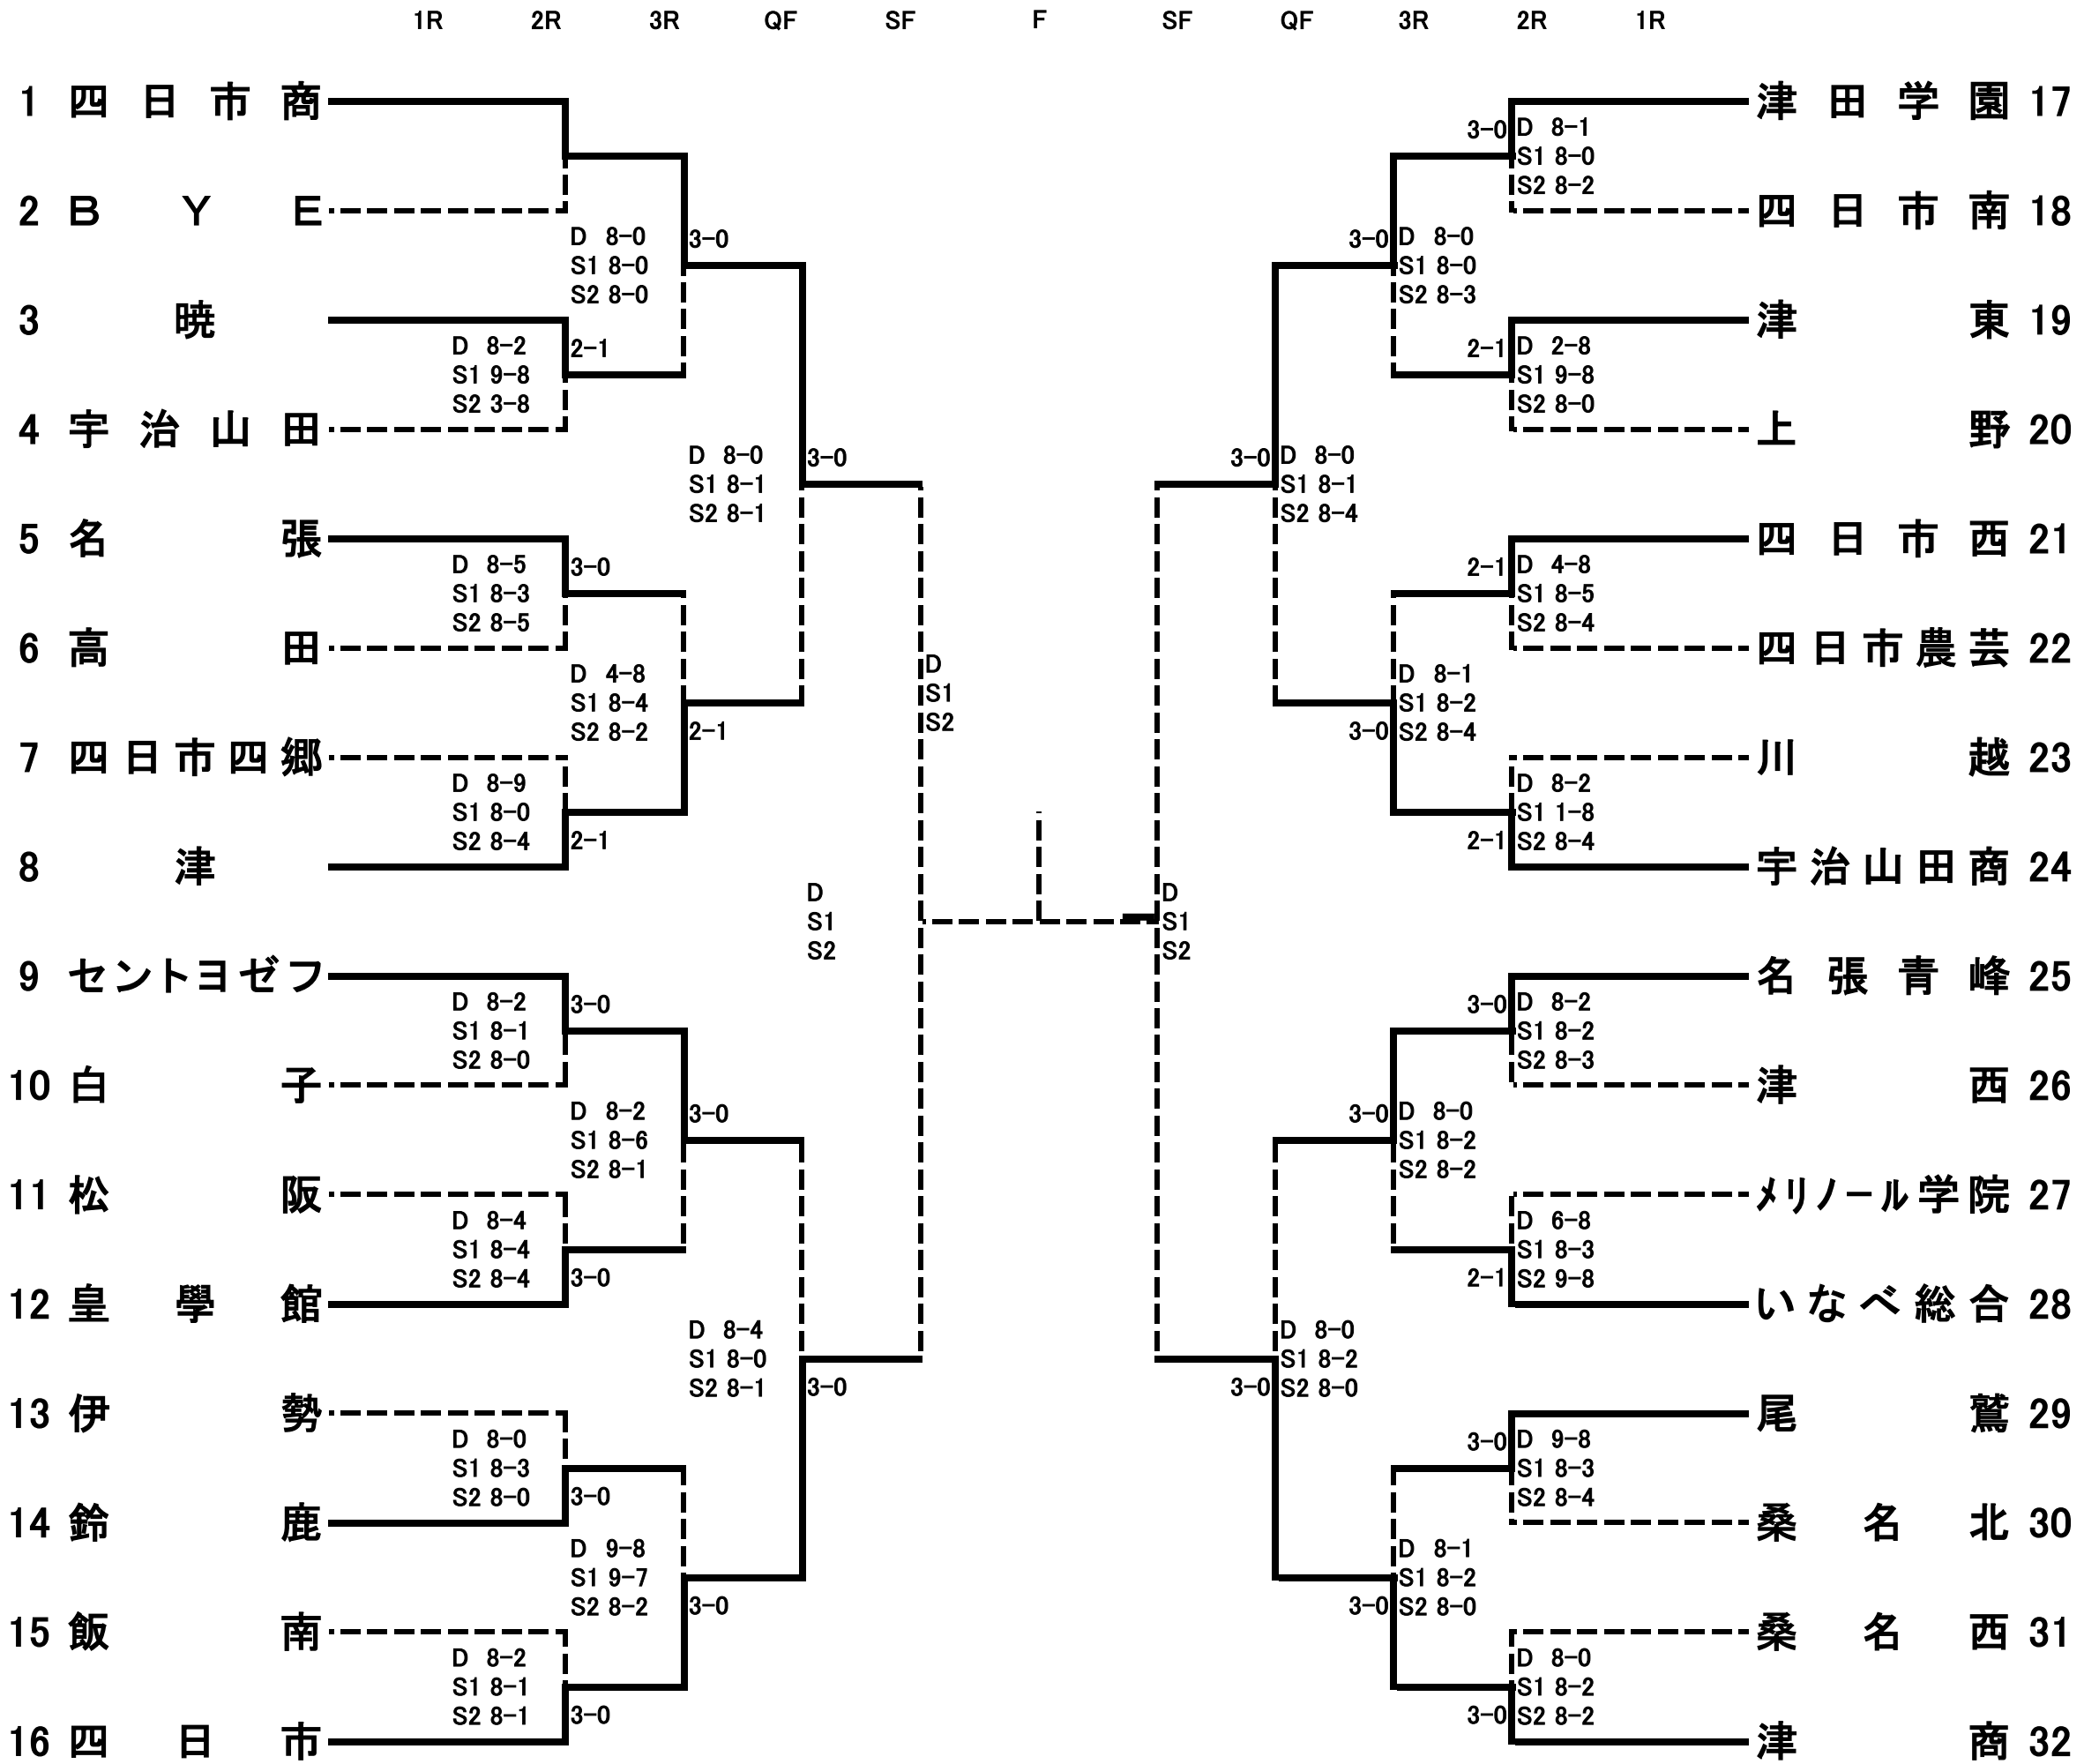 1R 2R 3R QF SF F SF QF 3R 2R 1R
1 四日市商
2 BYE
D 8-0 3-0
S1 8-0
S2 8-0
3 暁
D 8-2 2-1
S1 9-8
S2 3-8
4 宇治山田
D 8-0 3-0
S1 8-1
S2 8-1
5 名張
D 8-5 3-0
S1 8-3
S2 8-5
6 高田
D 4-8
S1 8-4
S2 8-2 2-1
7 四日市四郷
D 8-9
S1 8-0
S2 8-4 2-1
8 津
D
S1
S2
D
S1
S2
9 セントヨゼフ
D 8-2 3-0
S1 8-1
S2 8-0
10 白子
D 8-2 3-0
S1 8-6
S2 8-1
11 松阪
D 8-4
S1 8-4
S2 8-4 3-0
12 皇學館
D 8-4
S1 8-0
S2 8-1 3-0
13 伊勢
D 8-0
S1 8-3
S2 8-0 3-0
14 鈴鹿
D 9-8
S1 9-7
S2 8-2 3-0
15 飯南
D 8-2
S1 8-1
S2 8-1 3-0
16 四日市
津田学園 17
3-0 D 8-1
S1 8-0
S2 8-2
四日市南 18
3-0 D 8-0
S1 8-0
S2 8-3
津東 19
2-1 D 2-8
S1 9-8
S2 8-0
上野 20
3-0 D 8-0
S1 8-1
S2 8-4
四日市西 21
2-1 D 4-8
S1 8-5
S2 8-4
四日市農芸 22
D 8-1
S1 8-2
3-0 S2 8-4
川越 23
D 8-2
S1 1-8
2-1 S2 8-4
宇治山田商 24
D
S1
S2
名張青峰 25
3-0 D 8-2
S1 8-2
S2 8-3
津西 26
3-0 D 8-0
S1 8-2
S2 8-2
メリノール学院 27
D 6-8
S1 8-3
2-1 S2 9-8
いなべ総合 28
D 8-0
S1 8-2
3-0 S2 8-0
尾鷲 29
3-0 D 9-8
S1 8-3
S2 8-4
桑名北 30
D 8-1
S1 8-2
3-0 S2 8-0
桑名西 31
D 8-0
S1 8-2
3-0 S2 8-2
津商 32